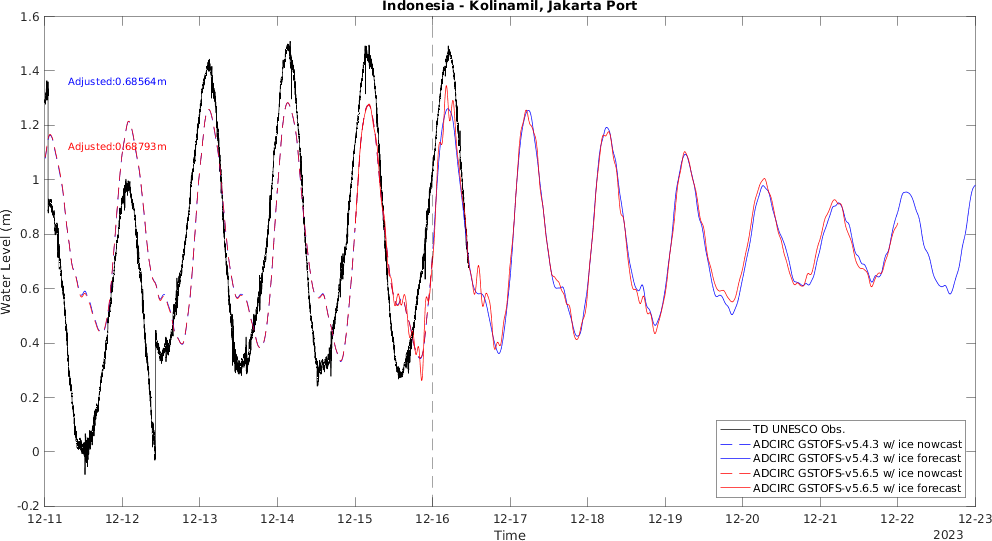 Indonesia - Kolinamil, Jakarta Port
Water Level (m)
1.6
1.4
1.2
1
0.8
0.6
0.4
0.2
0
-0.2
Adjusted:0.68564m
Adjusted:0.68793m
TD UNESCO Obs.
ADCIRC GSTOFS-v5.4.3 w/ ice nowcast
ADCIRC GSTOFS-v5.4.3 w/ ice forecast
ADCIRC GSTOFS-v5.6.5 w/ ice nowcast
ADCIRC GSTOFS-v5.6.5 w/ ice forecast
12-11 12-12 12-13 12-14 12-15 12-16 12-17 12-18 12-19 12-20 12-21 12-22 12-23
Time
2023